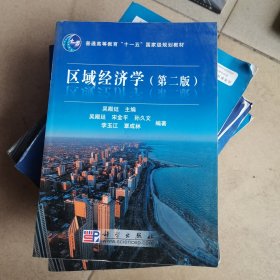 普通高等教育"十一五"国家级规划教材
区域经济学(第二版)
吴殿廷 主编
吴殿廷 宋金平 孙久文
李玉江 覃成林 编著
科学出版社